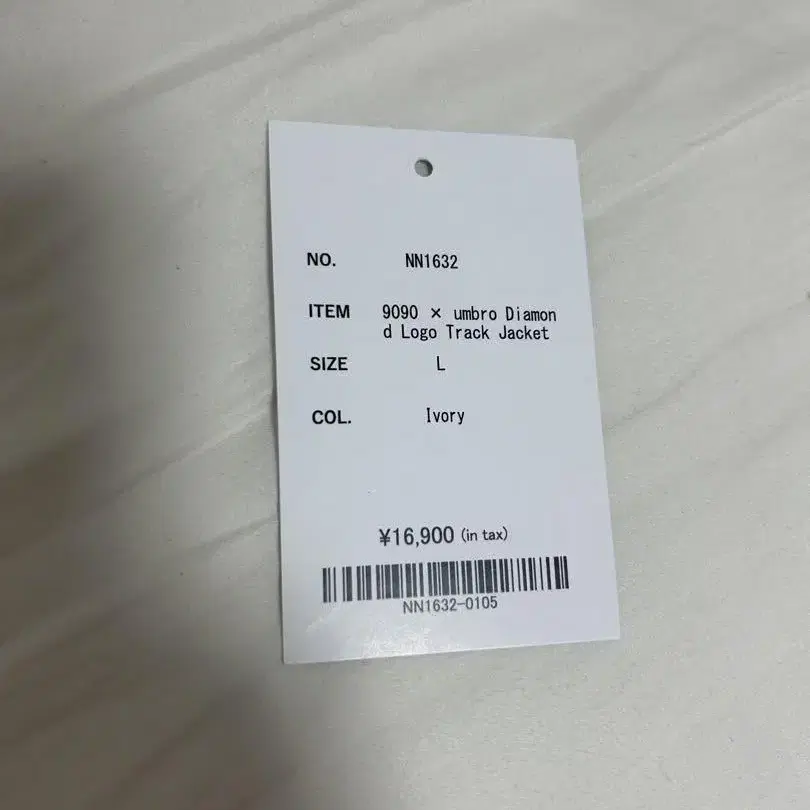 NO. NN1632
ITEM 9090 × umbro Diamon
d Logo Track Jacket
SIZE L
COL. Ivory
¥16,900 (in tax)
NN1632-0105